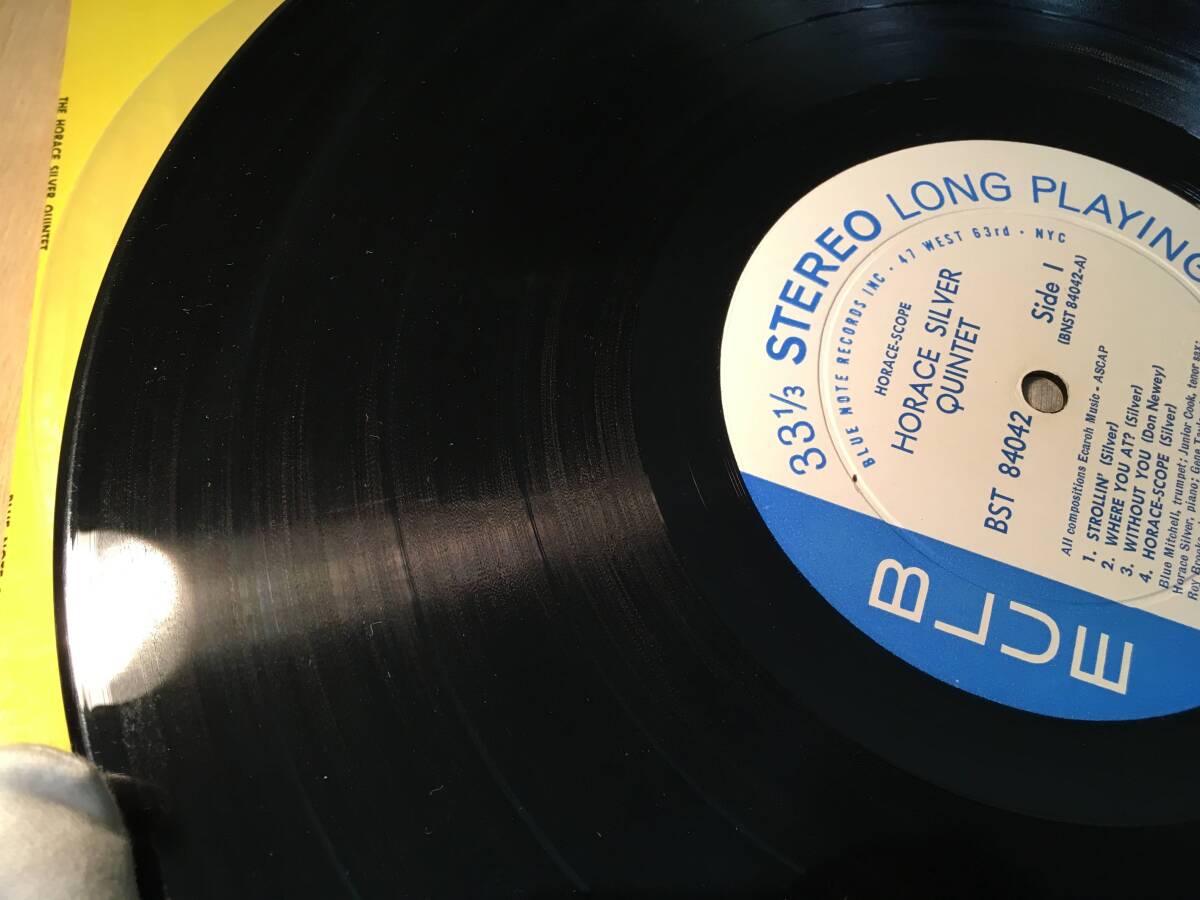 THE HORACE SILVER QUINTET
33 1/3 STEREO LONG PLAYING
BLUE NOTE RECORDS INC · 47 WEST 63rd · NYC
HORACE-SCOPE
HORACE SILVER
QUINTET
Side 1
(BNST 84042-A)
BST 84042
All compositions Ecaroh Music - ASCAP
1. STROLLIN' (Silver)
2. WHERE YOU AT? (Silver)
3. WITHOUT YOU (Don Newey)
4. HORACE-SCOPE (Silver)
Blue Mitchell, trumpet; Junior Cook, tenor sax;
Horace Silver, piano; Gene
Roy
BLUE